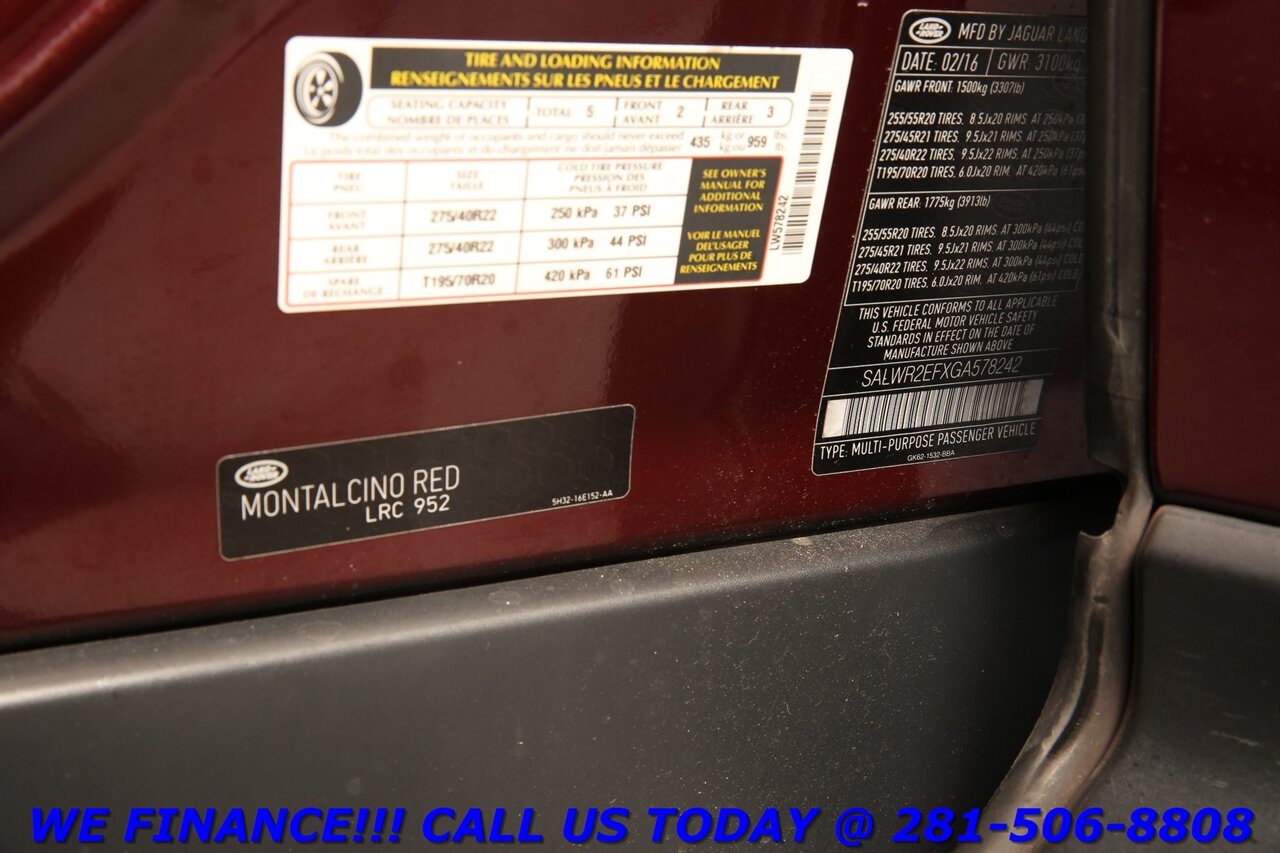 TIRE AND LOADING INFORMATION
RENSEIGNEMENTS SUR LES PNEUS ET LE CHARGEMENT
SEATING CAPACITY
NOMBRE DE PLACES
TOTAL 5
FRONT
AVANT 2
REAR
ARRIÈRE 3
The combined weight of occupants and cargo should never exceed 435 kg or 959 lbs.
Le poids total des occupants et du chargement ne doit jamais dépasser kg ou lb.
TIRE
PNEU
SIZE
TAILLE
COLD TIRE PRESSURE
PRESSION DES
PNEUS À FROID
FRONT
AVANT
275/40R22
250 kPa 37 PSI
REAR
ARRIÈRE
275/40R22
300 kPa 44 PSI
SPARE
DE RECHANGE
T195/70R20
420 kPa 61 PSI
SEE OWNER'S
MANUAL FOR
ADDITIONAL
INFORMATION
VOIR LE MANUEL
DE L'USAGER
POUR PLUS DE
RENSEIGNEMENTS
LW578242
LAND ROVER
MFD BY JAGUAR LAND
DATE: 02/16 GWR-3100kg
GAWR FRONT: 1500kg (3307lb)
255/55R20 TIRES. 8.5Jx20 RIMS. AT 250kPa
275/45R21 TIRES. 9.5Jx21 RIMS. AT 250kPa (37
275/40R22 TIRES. 9.5Jx22 RIMS. AT 250kPa (37ps
T195/70R20 TIRES. 6.0Jx20 RIM. AT 420kPa (61ps
GAWR REAR: 1775kg (3913lb)
255/55R20 TIRES. 8.5Jx20 RIMS. AT 300kPa (44psi) CO
275/45R21 TIRES. 9.5Jx21 RIMS. AT 300kPa (44psi) CO
275/40R22 TIRES. 9.5Jx22 RIMS. AT 300kPa (44psi) COLD
T195/70R20 TIRES. 6.0Jx20 RIM. AT 420kPa (61psi) COLD
THIS VEHICLE CONFORMS TO ALL APPLICABLE
U.S. FEDERAL MOTOR VEHICLE SAFETY
STANDARDS IN EFFECT ON THE DATE OF
MANUFACTURE SHOWN ABOVE
SALWR2EFXGA578242
TYPE: MULTI-PURPOSE PASSENGER VEHICLE
GK62-1532-BBA
LAND ROVER
MONTALCINO RED
LRC 952
5H32-16E152-AA
WE FINANCE!!! CALL US TODAY @ 281-506-8808